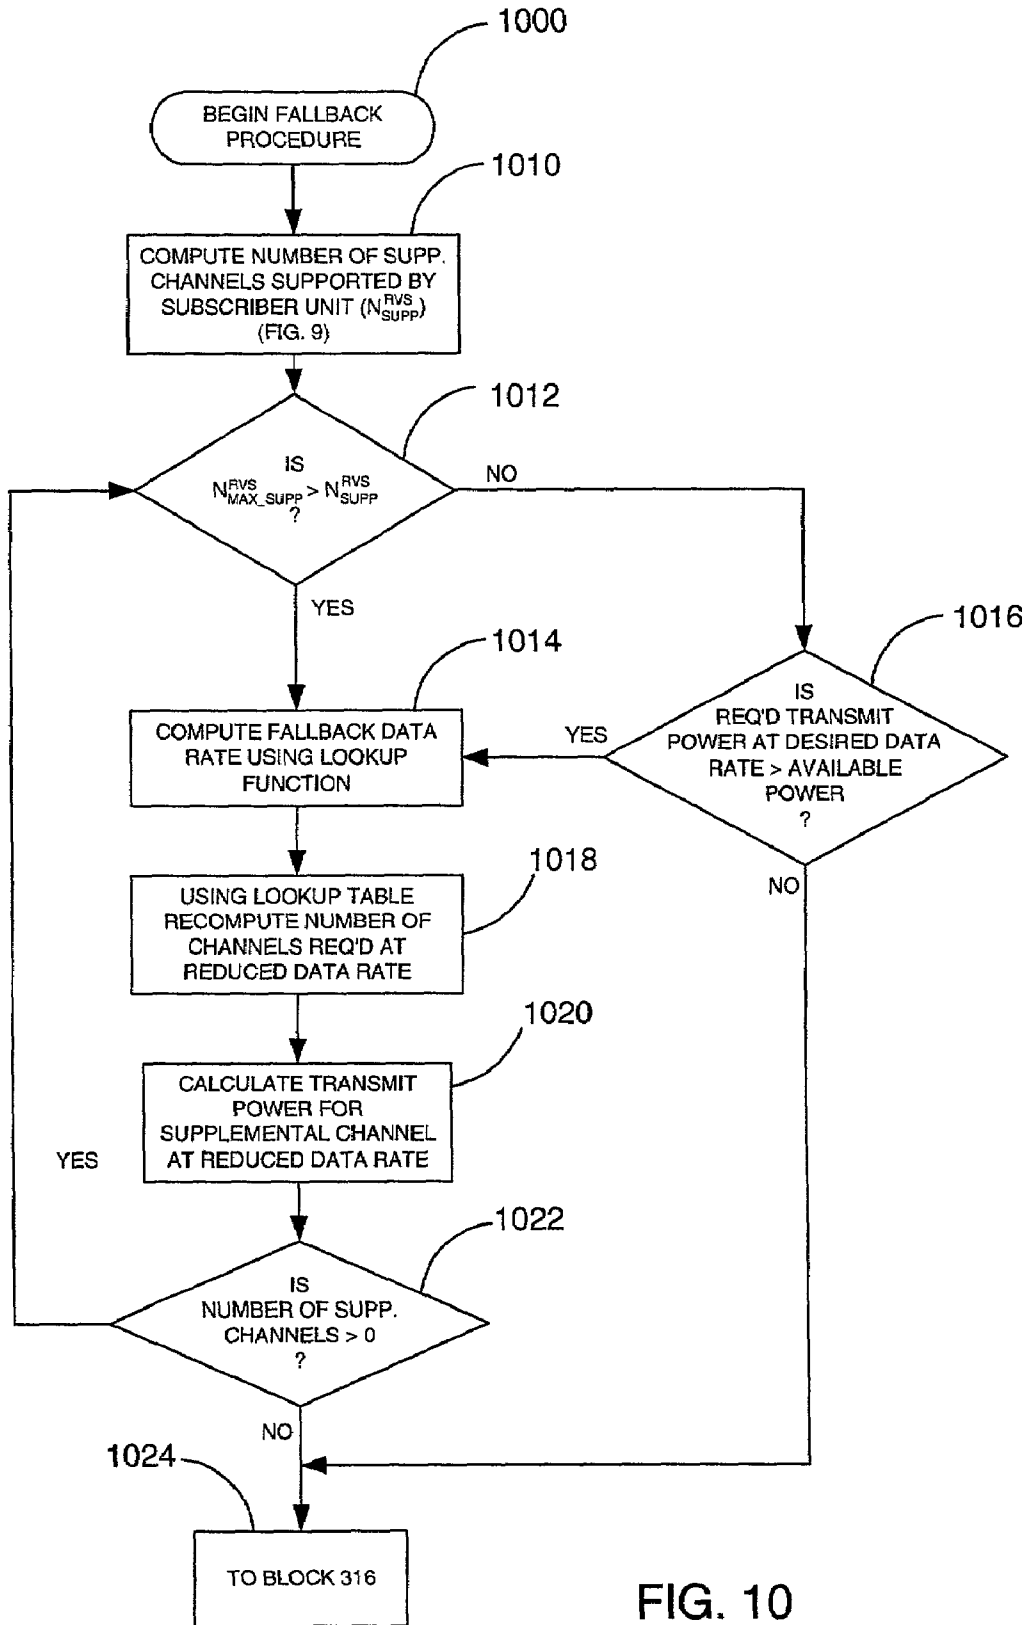 1000
BEGIN FALLBACK
PROCEDURE
1010
COMPUTE NUMBER OF SUPP.
CHANNELS SUPPORTED BY
SUBSCRIBER UNIT (N^RVS_SUPP)
(FIG. 9)
1012
IS
N^RVS_MAX_SUPP > N^RVS_SUPP
?
NO
YES
1014
COMPUTE FALLBACK DATA
RATE USING LOOKUP
FUNCTION
1016
IS
REQ'D TRANSMIT
POWER AT DESIRED DATA
RATE > AVAILABLE
POWER
?
YES
NO
1018
USING LOOKUP TABLE
RECOMPUTE NUMBER OF
CHANNELS REQ'D AT
REDUCED DATA RATE
1020
CALCULATE TRANSMIT
POWER FOR
SUPPLEMENTAL CHANNEL
AT REDUCED DATA RATE
YES
1022
IS
NUMBER OF SUPP.
CHANNELS > 0
?
NO
1024
TO BLOCK 316
FIG. 10